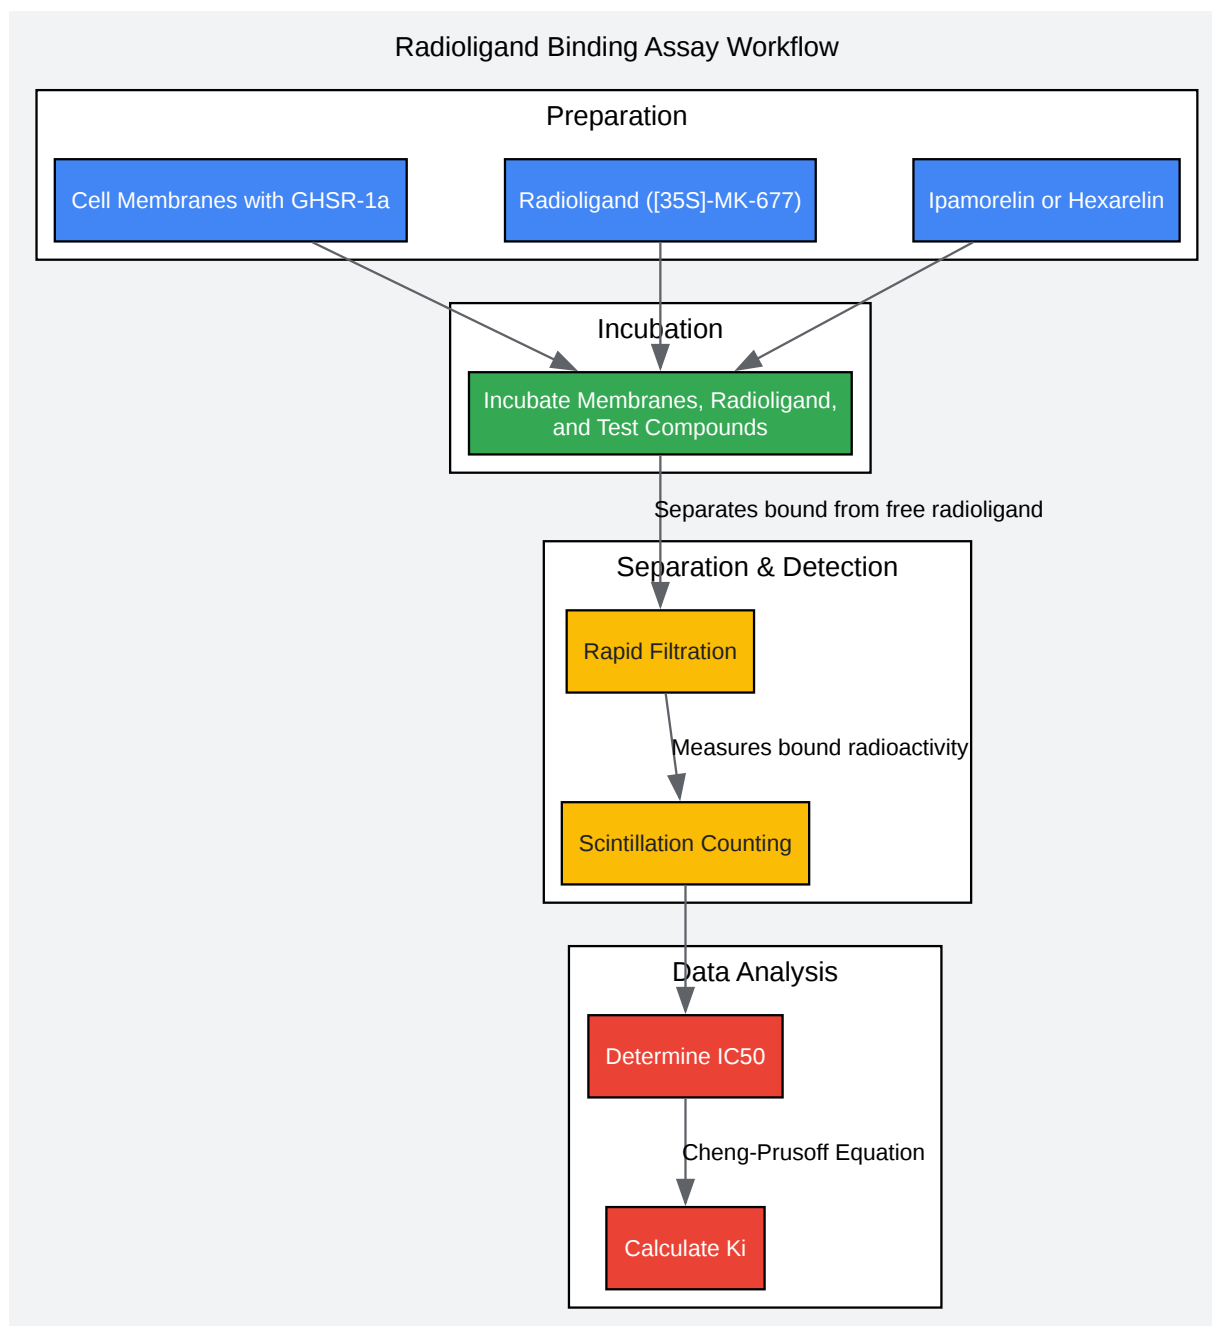 Radioligand Binding Assay Workflow
Preparation
Cell Membranes with GHSR-1a
Radioligand ([35S]-MK-677)
Ipamorelin or Hexarelin
Incubation
Incubate Membranes, Radioligand,
and Test Compounds
Separates bound from free radioligand
Separation & Detection
Rapid Filtration
Measures bound radioactivity
Scintillation Counting
Data Analysis
Determine IC50
Cheng-Prusoff Equation
Calculate Ki